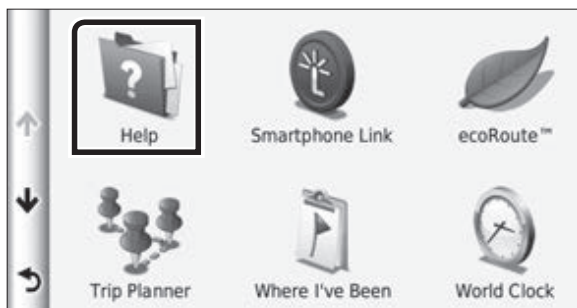 ?
Help
Smartphone Link
ecoRoute™
Trip Planner
Where I've Been
World Clock